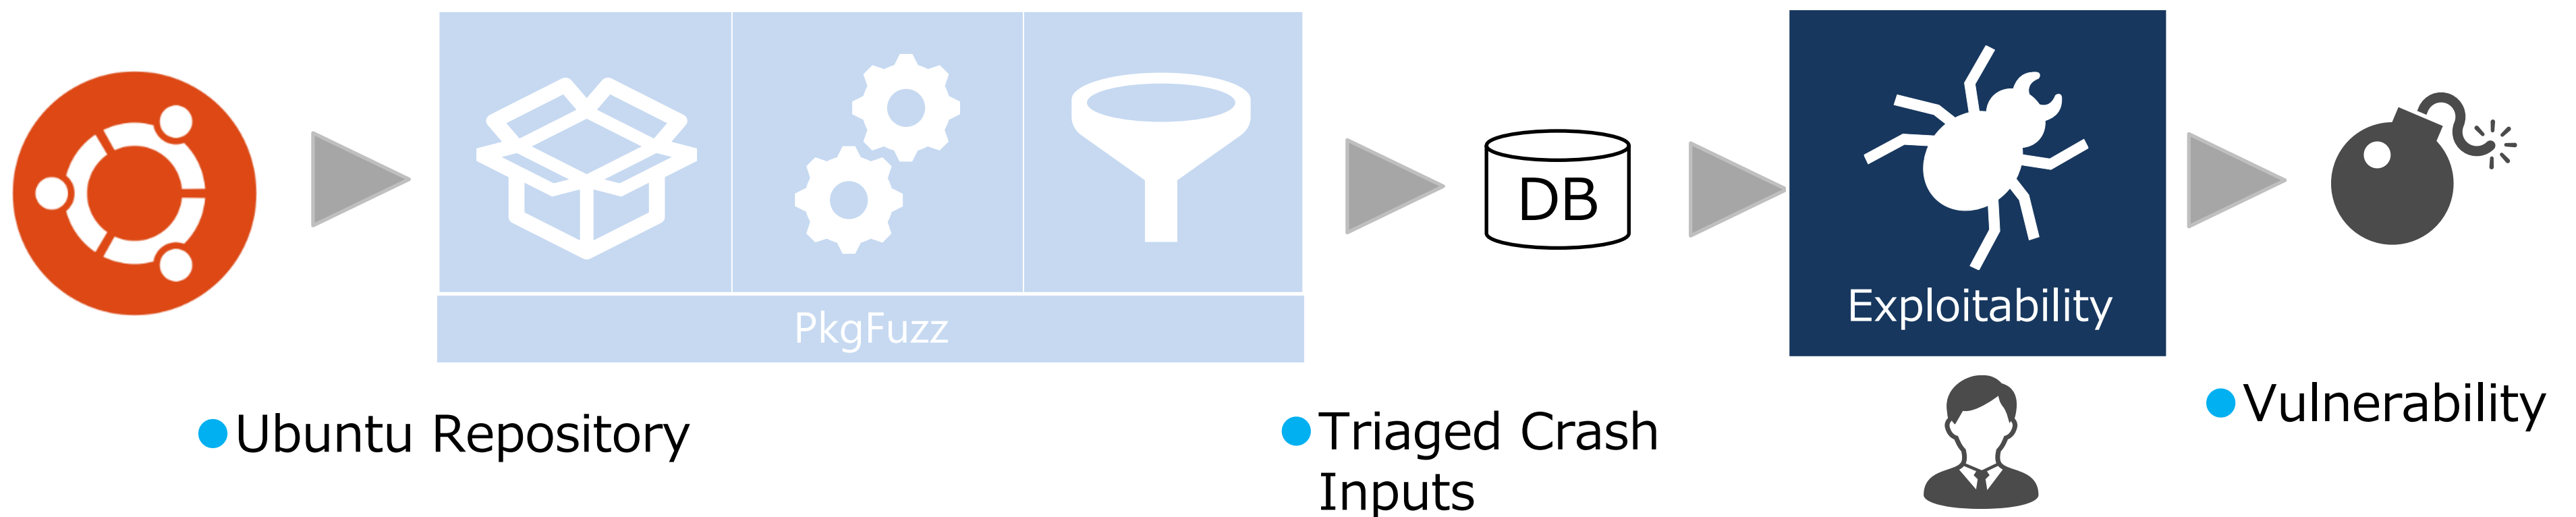 PkgFuzz
DB
Exploitability
Ubuntu Repository
Triaged Crash
Inputs
Vulnerability